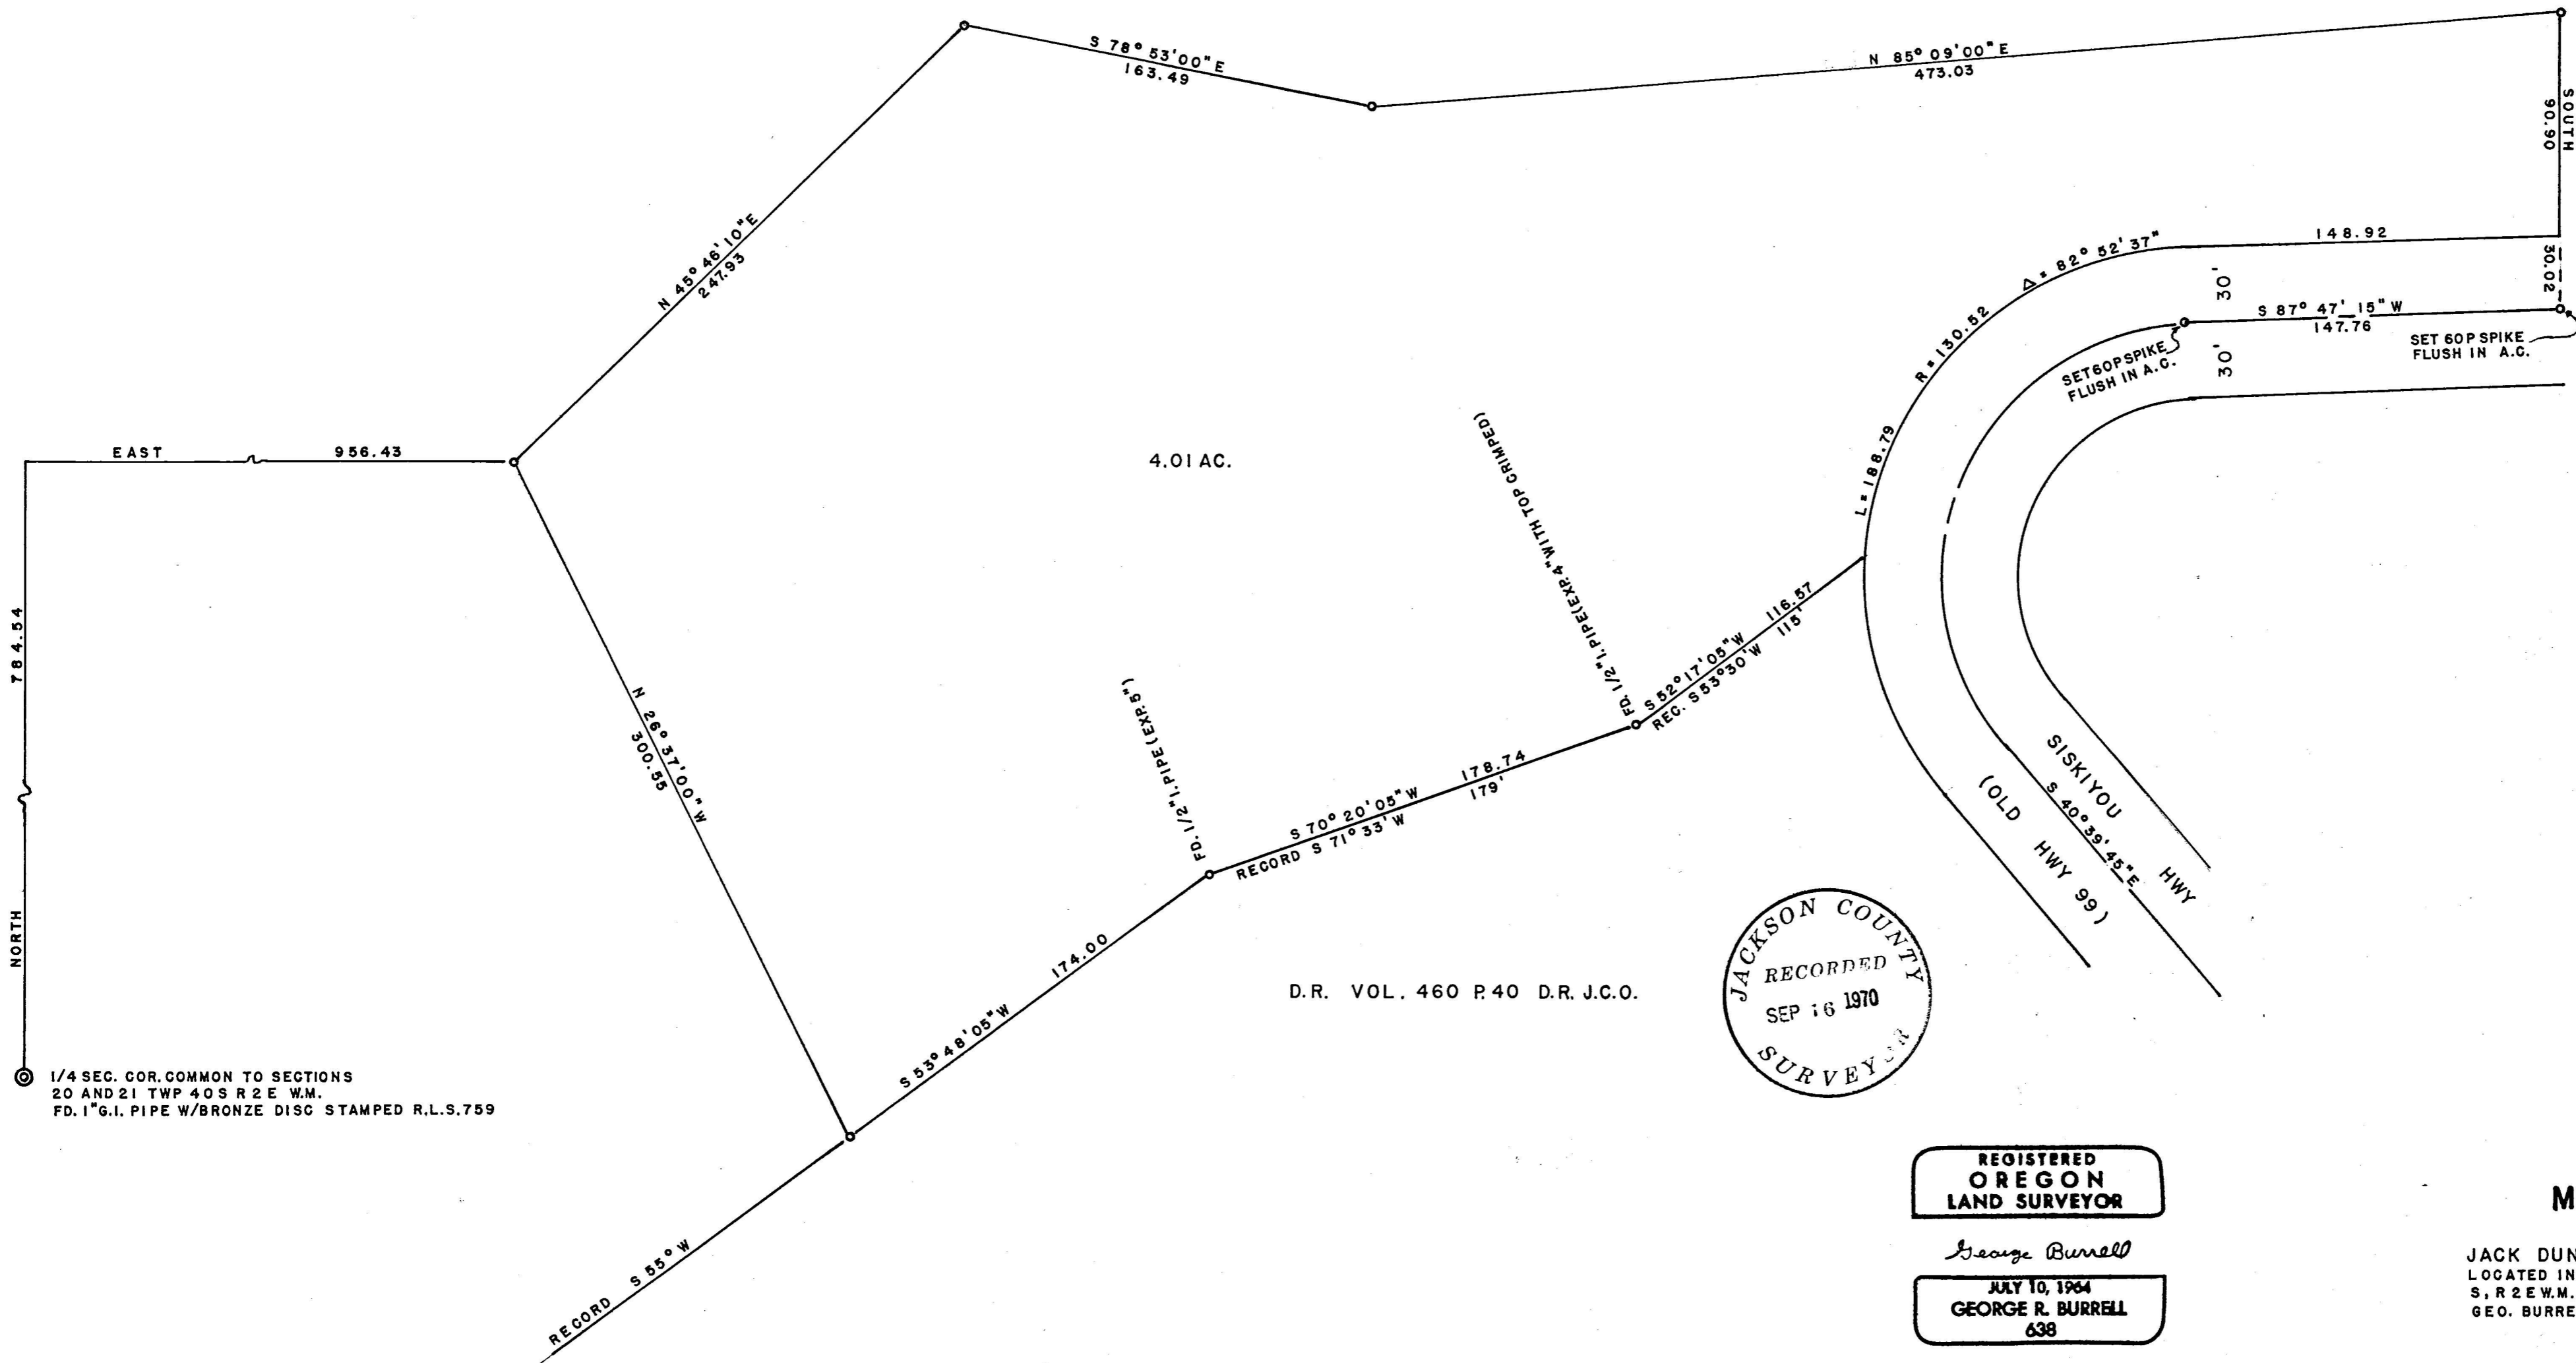 S 78° 53'00" E
163.49
N 85° 09'00" E
473.03
SOUTH
90.90
N 45° 46' 10" E
247.93
Δ = 82° 52' 37"
148.92
30.02
30'
R = 130.52
S 87° 47' 15" W
147.76
SET 60P SPIKE
FLUSH IN A.C.
SET 60P SPIKE
FLUSH IN A.C.
30'
L = 188.79
EAST
956.43
4.01 AC.
FD. 1/2" I. PIPE (EXP. 4" WITH TOP CRIMPED)
784.54
NORTH
N 26° 37' 00" W
300.55
FD. 1/2" I. PIPE (EXP. 5")
S 52° 17' 05" W 116.57
REC. S 53° 30' W 115'
S 70° 20' 05" W 178.74
RECORD S 71° 33' W 179'
SISKIYOU HWY
S 40° 39' 45" E
(OLD HWY 99)
S 53° 48' 05" W 174.00
D.R. VOL. 460 P. 40 D.R. J.C.O.
JACKSON COUNTY
RECORDED
SEP 16 1970
SURVEYOR
1/4 SEC. COR. COMMON TO SECTIONS
20 AND 21 TWP 40 S R 2 E W.M.
FD. 1" G.I. PIPE W/BRONZE DISC STAMPED R.L.S. 759
RECORD S 55° W
REGISTERED
OREGON
LAND SURVEYOR
George Burrell
JULY 10, 1964
GEORGE R. BURRELL
638
M
JACK DUN
LOCATED IN
S, R 2 E W.M.
GEO. BURRE